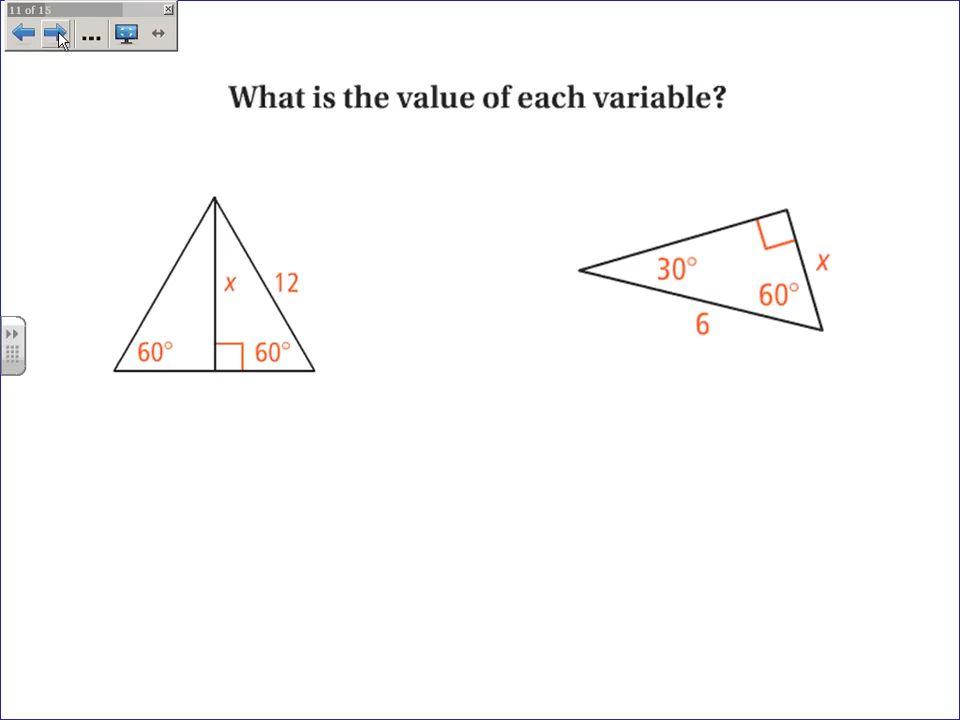 11 of 15
What is the value of each variable?
x
12
60°
60°
30°
x
60°
6